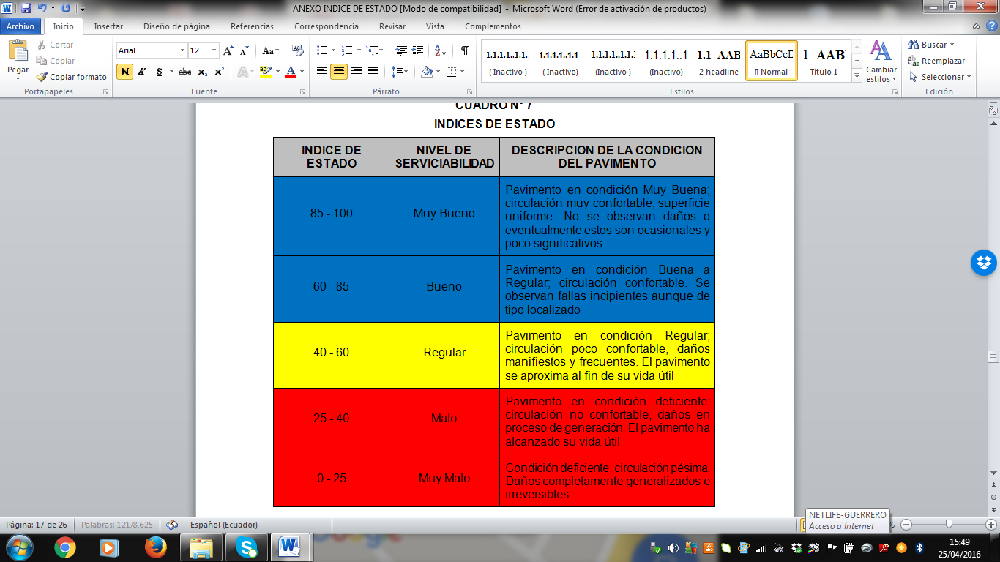 ANEXO INDICE DE ESTADO [Modo de compatibilidad] - Microsoft Word (Error de activación de productos)
Archivo Inicio Insertar Diseño de página Referencias Correspondencia Revisar Vista Complementos
Pegar
Cortar
Copiar
Copiar formato
Portapapeles
Arial 12
N K S abc x₂ x²
Fuente
Párrafo
1.1.1.1..1.1. 1.1.1.1..1.1 1.1.1.1..1.1. 1.1.1.1..1 1.1 AAB AaBbCcI 1 AAB
( Inactivo ) ( Inactivo) (Inactivo ) (Inactivo) 2 headline ¶ Normal Título 1
Estilos
Cambiar
estilos
Buscar
Reemplazar
Seleccionar
Edición
CUADRO N° 7
INDICES DE ESTADO
INDICE DE
ESTADO
NIVEL DE
SERVICIABILIDAD
DESCRIPCION DE LA CONDICION
DEL PAVIMENTO
85 - 100
Muy Bueno
Pavimento en condición Muy Buena;
circulación muy confortable, superficie
uniforme. No se observan daños o
eventualmente estos son ocasionales y
poco significativos
60 - 85
Bueno
Pavimento en condición Buena a
Regular; circulación confortable. Se
observan fallas incipientes aunque de
tipo localizado
40 - 60
Regular
Pavimento en condición Regular;
circulación poco confortable, daños
manifiestos y frecuentes. El pavimento
se aproxima al fin de su vida útil
25 - 40
Malo
Pavimento en condición deficiente;
circulación no confortable, daños en
proceso de generación. El pavimento ha
alcanzado su vida útil
0 - 25
Muy Malo
Condición deficiente; circulación pésima.
Daños completamente generalizados e
irreversibles
Página: 17 de 26 Palabras: 121/8,625 Español (Ecuador) %
NETLIFE-GUERRERO
Acceso a Internet
15:49
25/04/2016